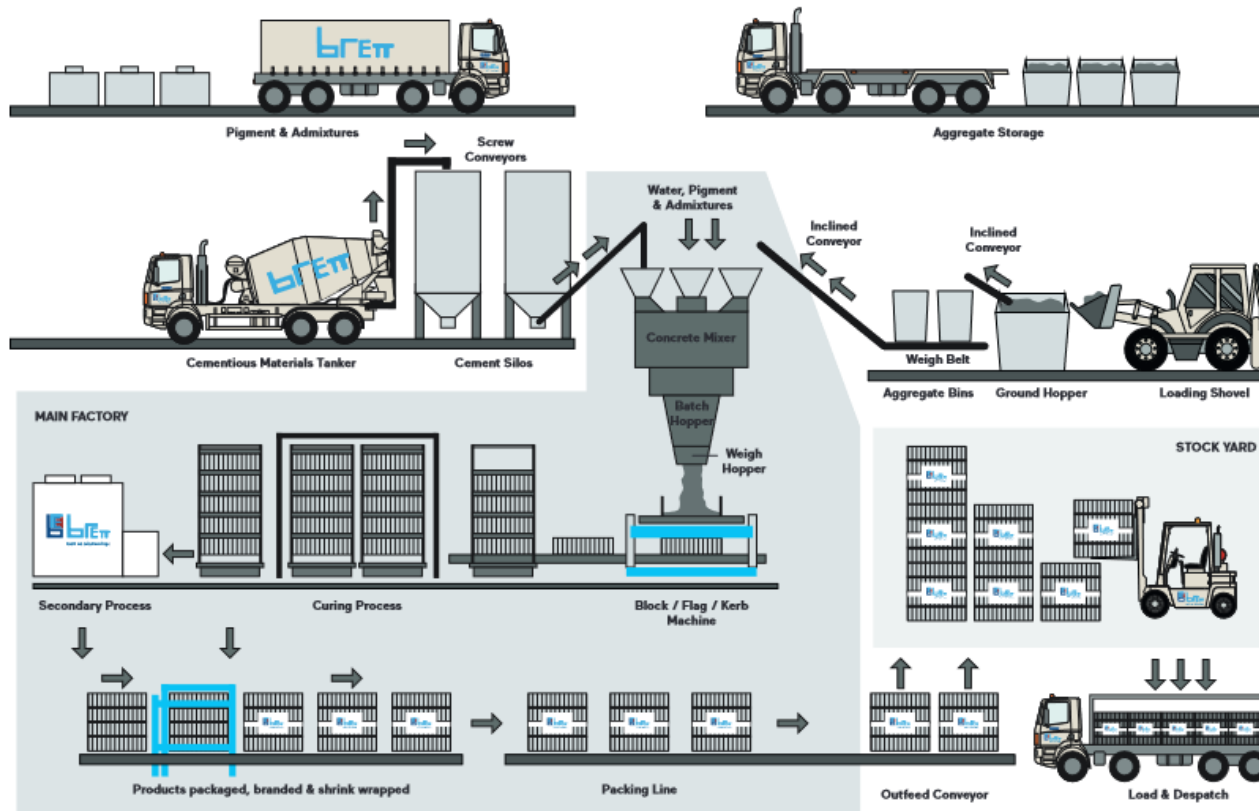 brett
Pigment & Admixtures
Aggregate Storage
Screw
Conveyors
Water, Pigment
& Admixtures
Inclined
Conveyor
Inclined
Conveyor
brett
Concrete Mixer
Cementious Materials Tanker
Cement Silos
Weigh Belt
Aggregate Bins
Ground Hopper
Loading Shovel
MAIN FACTORY
Batch
Hopper
Weigh
Hopper
STOCK YARD
brett
Secondary Process
Curing Process
Block / Flag / Kerb
Machine
Products packaged, branded & shrink wrapped
Packing Line
Outfeed Conveyor
Load & Despatch